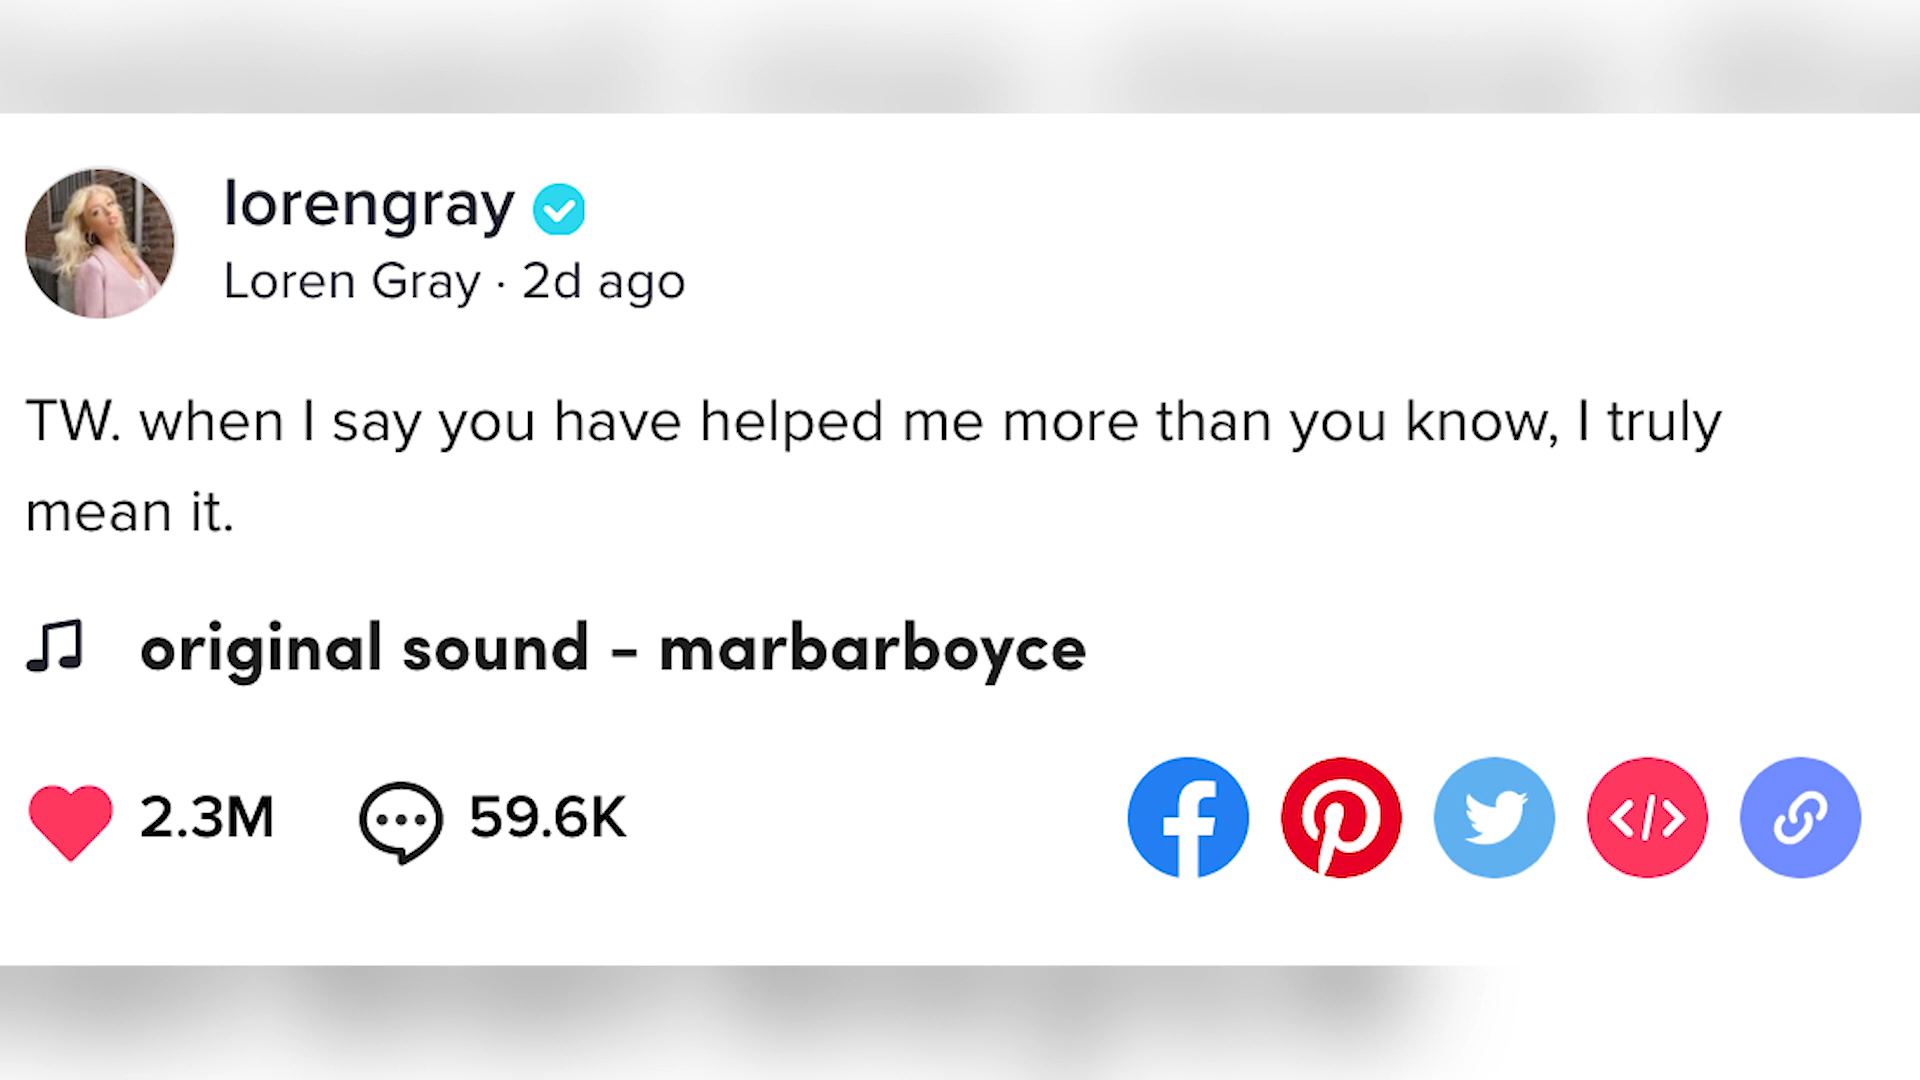 lorengray
Loren Gray · 2d ago
TW. when I say you have helped me more than you know, I truly
mean it.
original sound - marbarboyce
2.3M 59.6K